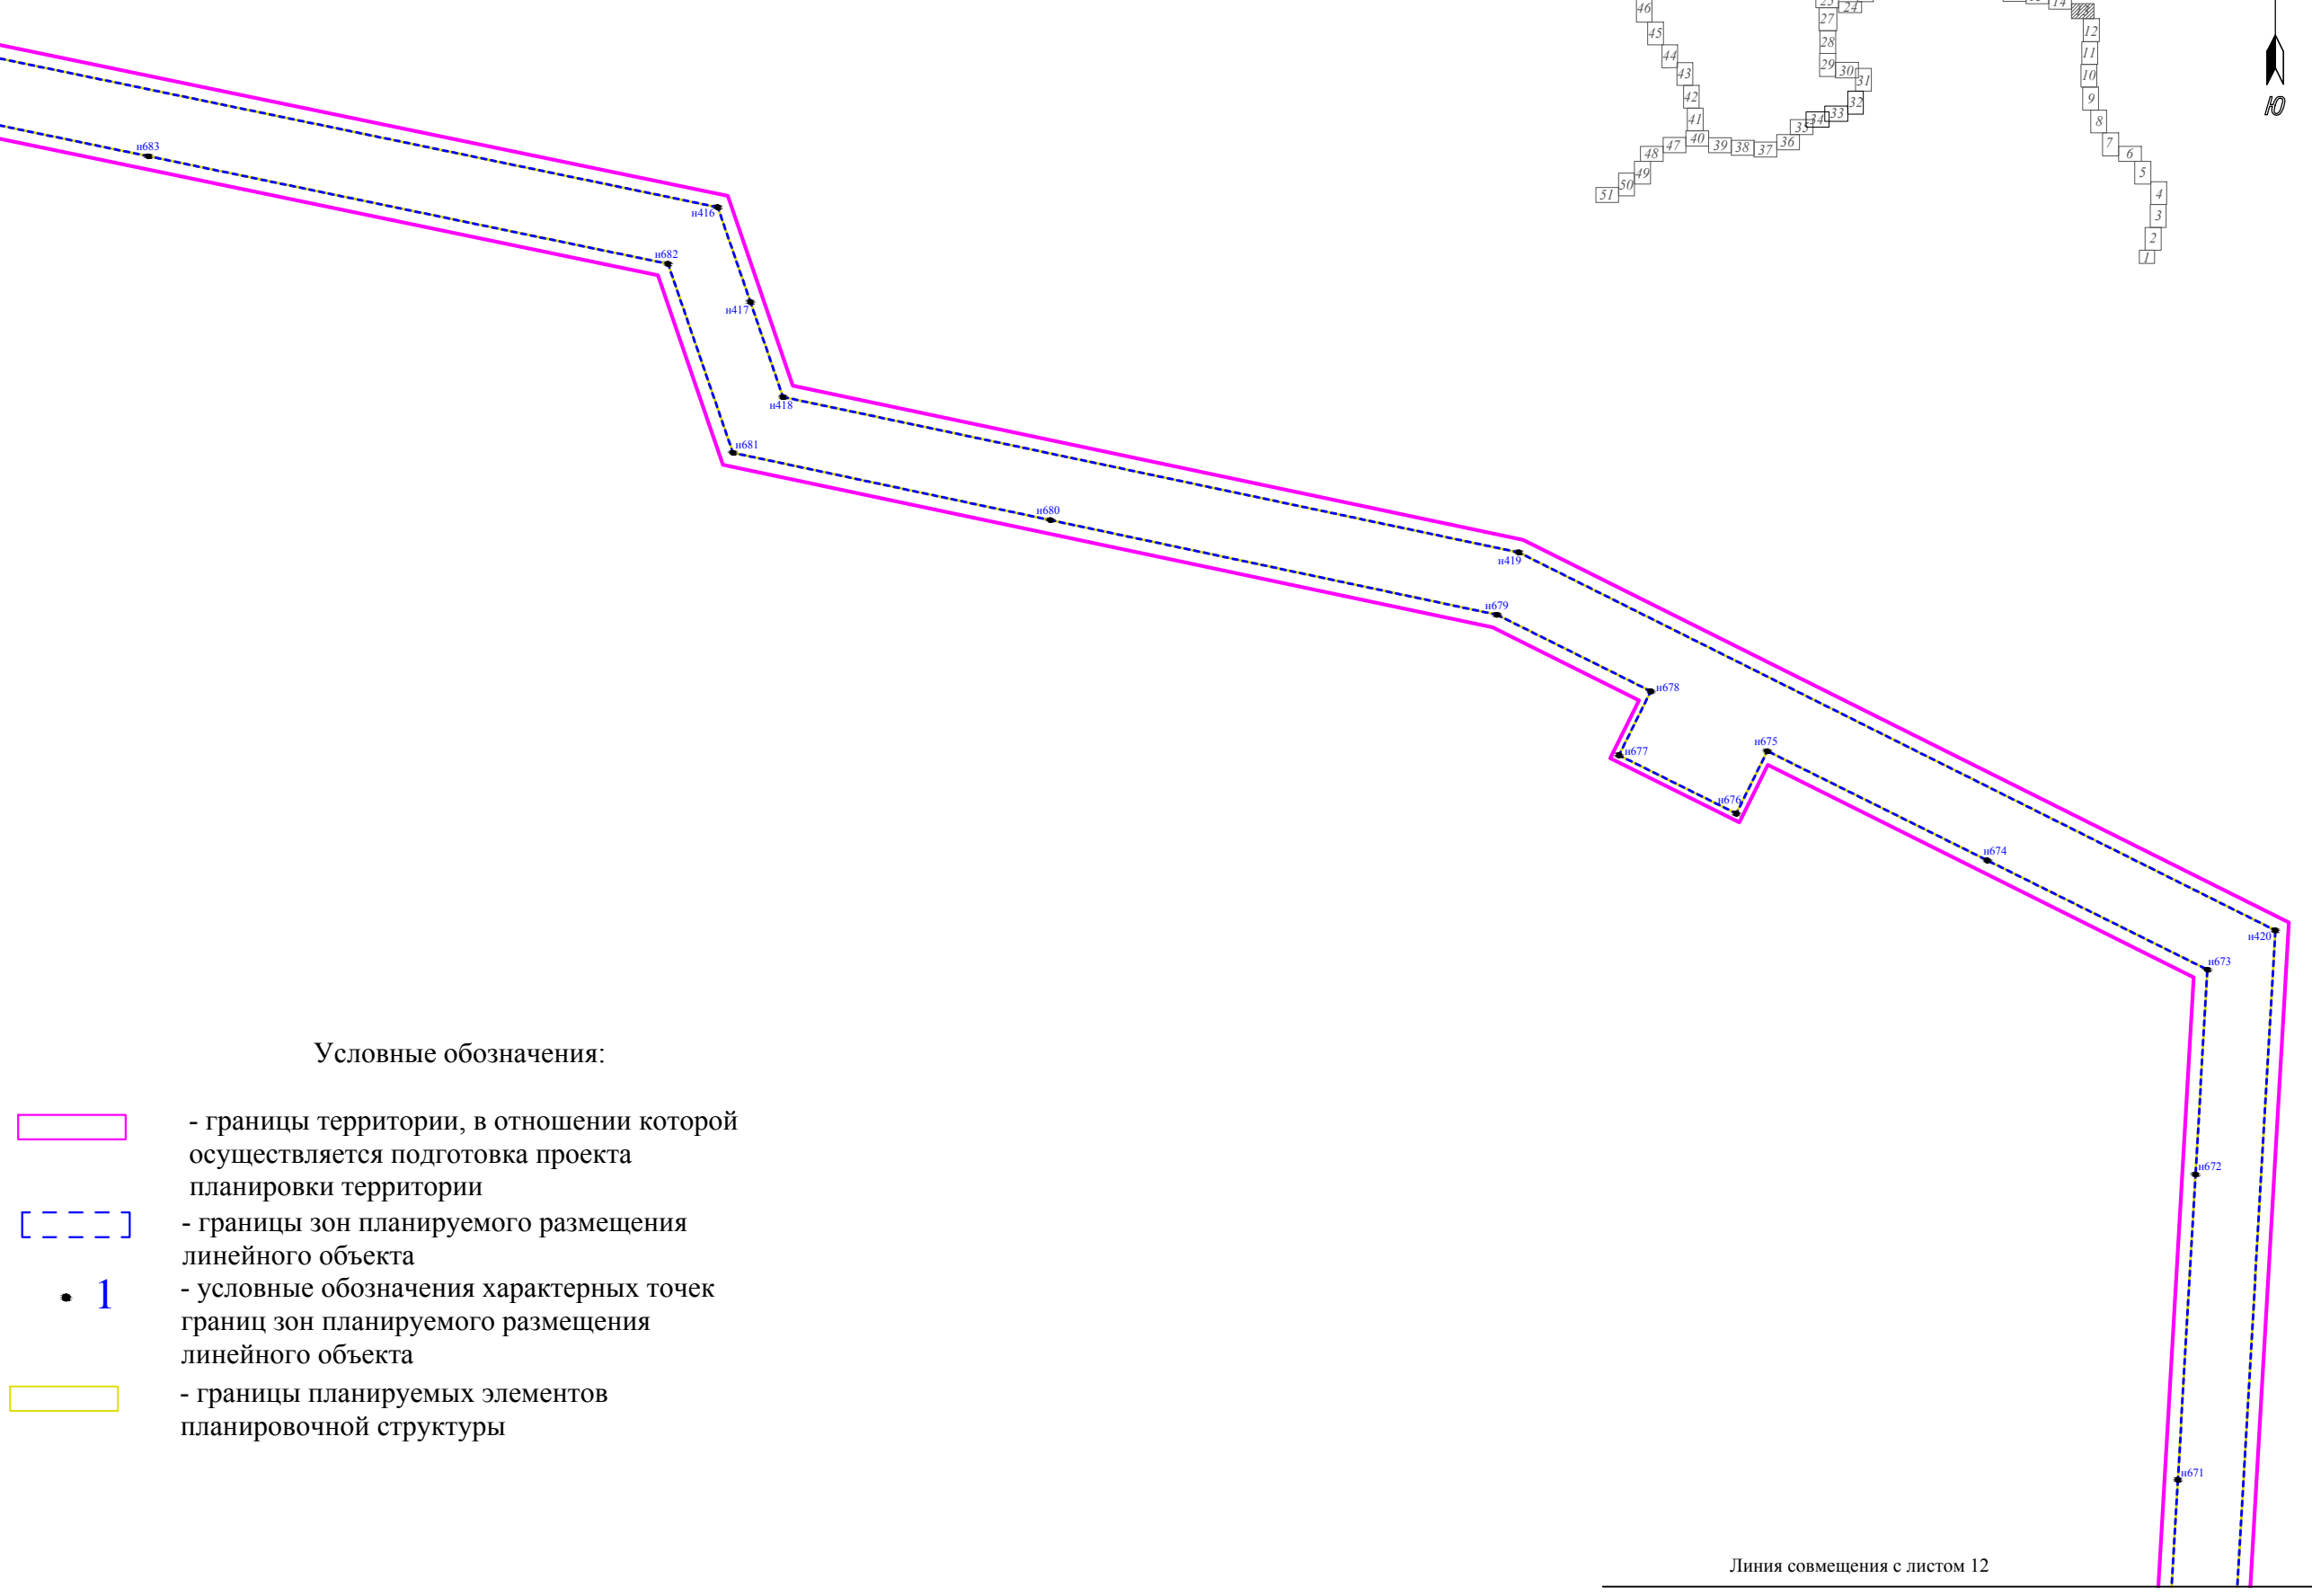 46
45
44
43
42
41
40
47
48
49
50
51
39
38
37
36
35
34
33
32
31
30
29
28
27
24
14
13
12
11
10
9
8
7
6
5
4
3
2
1
Ю
н683
н416
н682
н417
н418
н681
н680
н419
н679
н678
н677
н675
н676
н674
н420
н673
н672
н671
Условные обозначения:
- границы территории, в отношении которой
осуществляется подготовка проекта
планировки территории
- границы зон планируемого размещения
линейного объекта
1
- условные обозначения характерных точек
границ зон планируемого размещения
линейного объекта
- границы планируемых элементов
планировочной структуры
Линия совмещения с листом 12